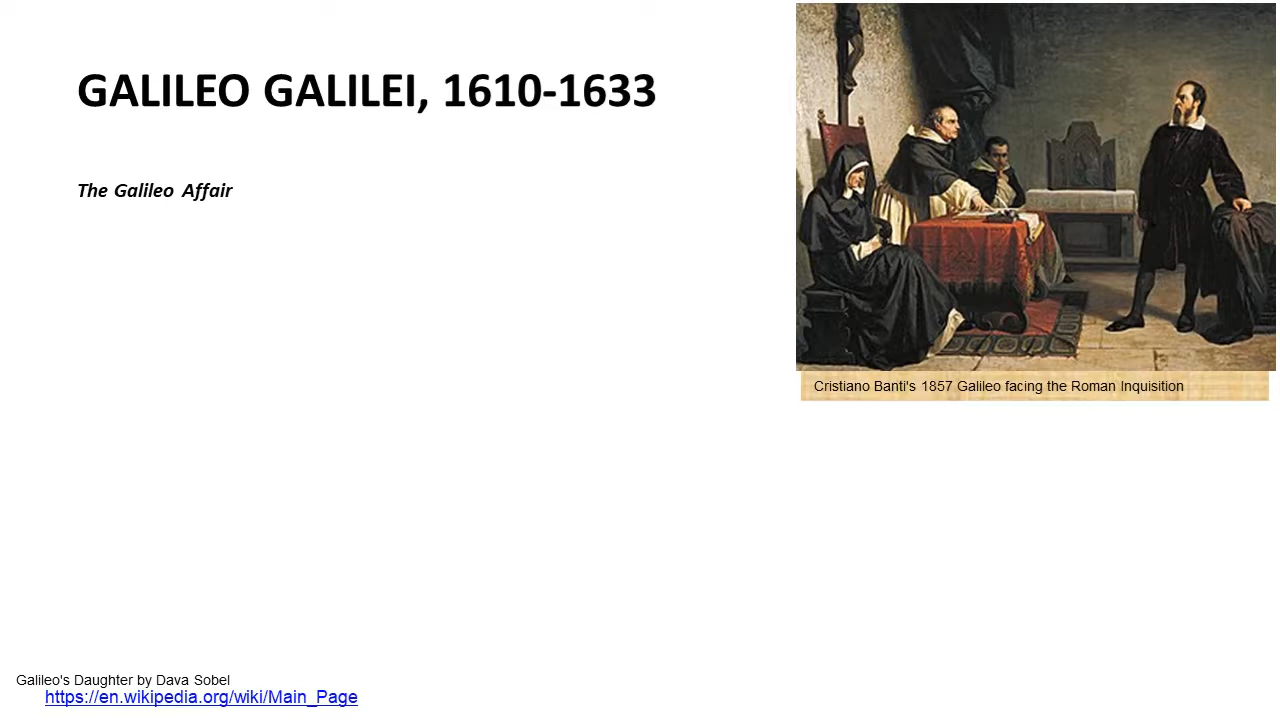 GALILEO GALILEI, 1610-1633
The Galileo Affair
Cristiano Banti's 1857 Galileo facing the Roman Inquisition
Galileo's Daughter by Dava Sobel
https://en.wikipedia.org/wiki/Main_Page